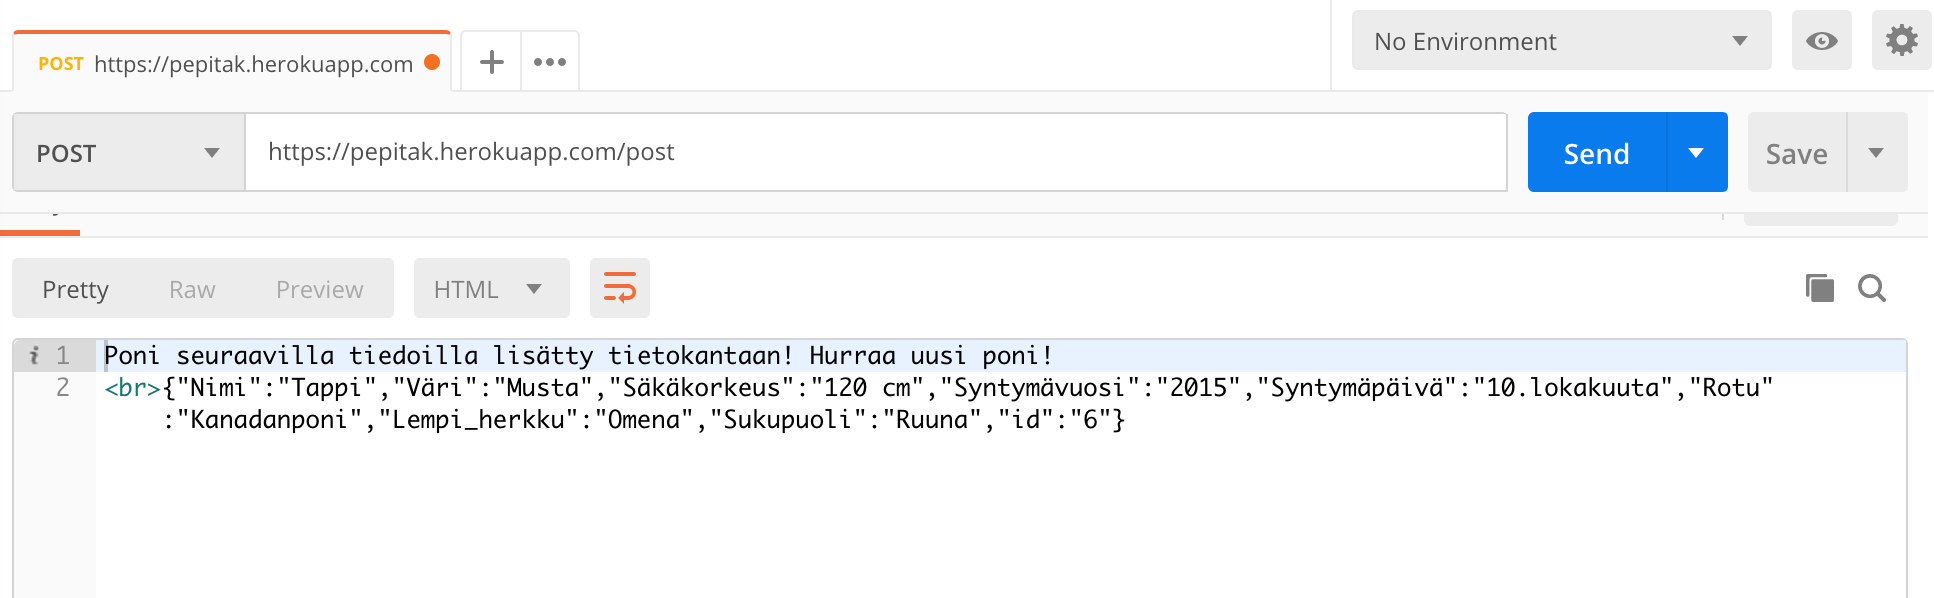 POST https://pepitak.herokuapp.com
No Environment
POST https://pepitak.herokuapp.com/post Send Save
Pretty Raw Preview HTML
1 Poni seuraavilla tiedoilla lisätty tietokantaan! Hurraa uusi poni!
2 <br>{"Nimi":"Tappi","Väri":"Musta","Säkäkorkeus":"120 cm","Syntymävuosi":"2015","Syntymäpäivä":"10.lokakuuta","Rotu"
:"Kanadanponi","Lempi_herkku":"Omena","Sukupuoli":"Ruuna","id":"6"}